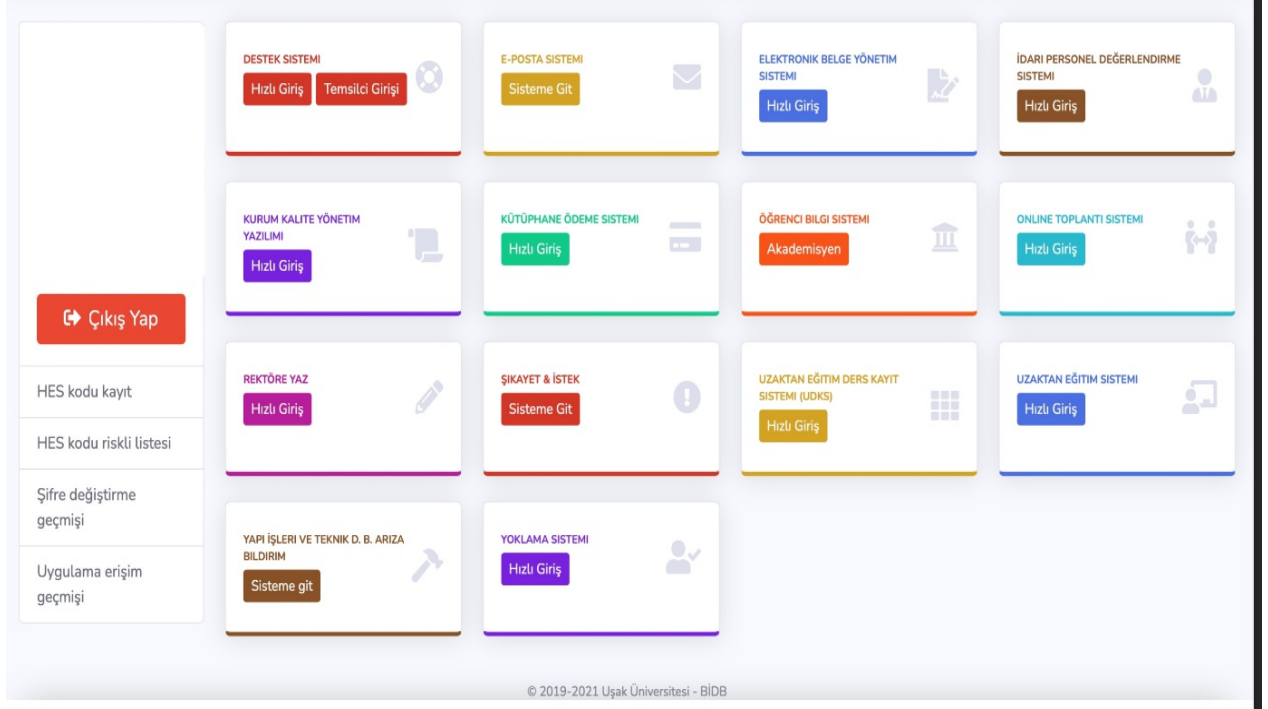 Çıkış Yap
HES kodu kayıt
HES kodu riskli listesi
Şifre değiştirme
geçmişi
Uygulama erişim
geçmişi
DESTEK SISTEMI
Hızlı Giriş Temsilci Girişi
E-POSTA SISTEMI
Sisteme Git
ELEKTRONIK BELGE YÖNETIM
SISTEMI
Hızlı Giriş
İDARI PERSONEL DEĞERLENDIRME
SISTEMI
Hızlı Giriş
KURUM KALITE YÖNETIM
YAZILIMI
Hızlı Giriş
KÜTÜPHANE ÖDEME SISTEMI
Hızlı Giriş
ÖĞRENCI BILGI SISTEMI
Akademisyen
ONLINE TOPLANTI SISTEMI
Hızlı Giriş
REKTÖRE YAZ
Hızlı Giriş
ŞIKAYET & İSTEK
Sisteme Git
UZAKTAN EĞITIM DERS KAYIT
SISTEMI (UDKS)
Hızlı Giriş
UZAKTAN EĞITIM SISTEMI
Hızlı Giriş
YAPI İŞLERI VE TEKNIK D. B. ARIZA
BILDIRIM
Sisteme git
YOKLAMA SISTEMI
Hızlı Giriş
© 2019-2021 Uşak Üniversitesi - BİDB